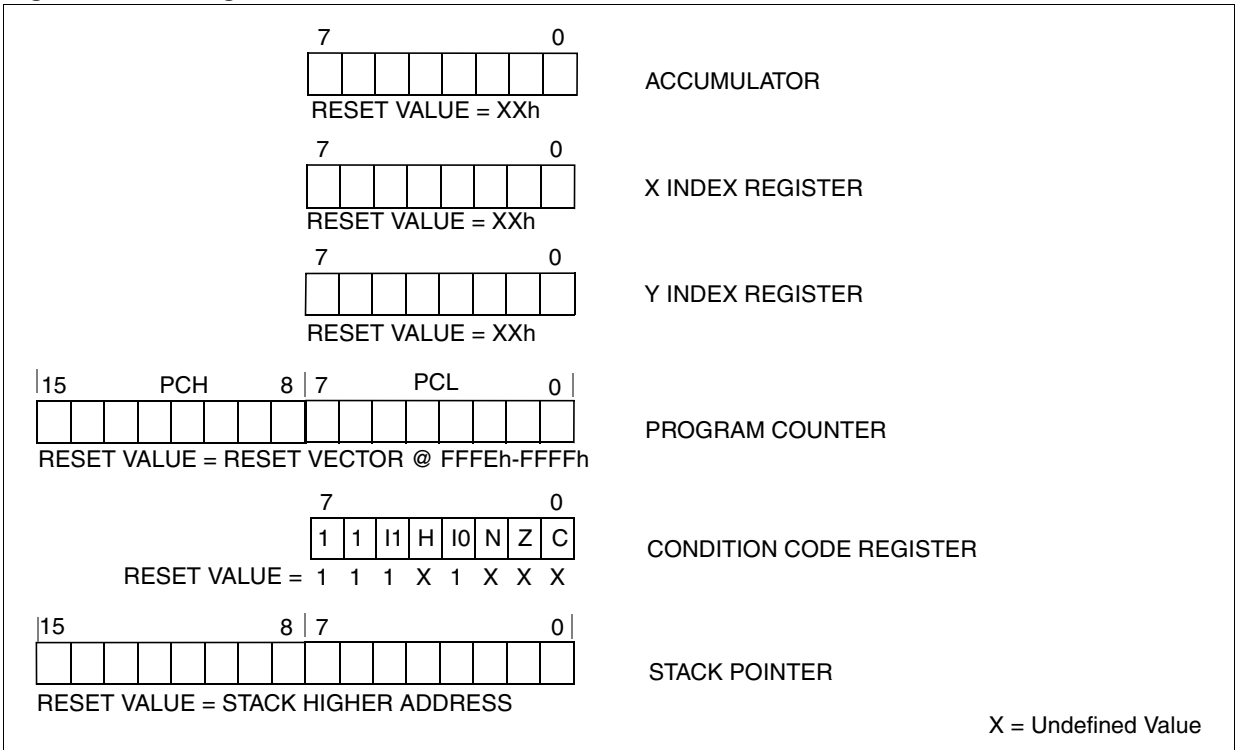 7 0
ACCUMULATOR
RESET VALUE = XXh
7 0
X INDEX REGISTER
RESET VALUE = XXh
7 0
Y INDEX REGISTER
RESET VALUE = XXh
15 PCH 8 7 PCL 0
PROGRAM COUNTER
RESET VALUE = RESET VECTOR @ FFFEh-FFFFh
7 0
1 1 I1 H I0 N Z C
CONDITION CODE REGISTER
RESET VALUE = 1 1 1 X 1 X X X
15 8 7 0
STACK POINTER
RESET VALUE = STACK HIGHER ADDRESS
X = Undefined Value